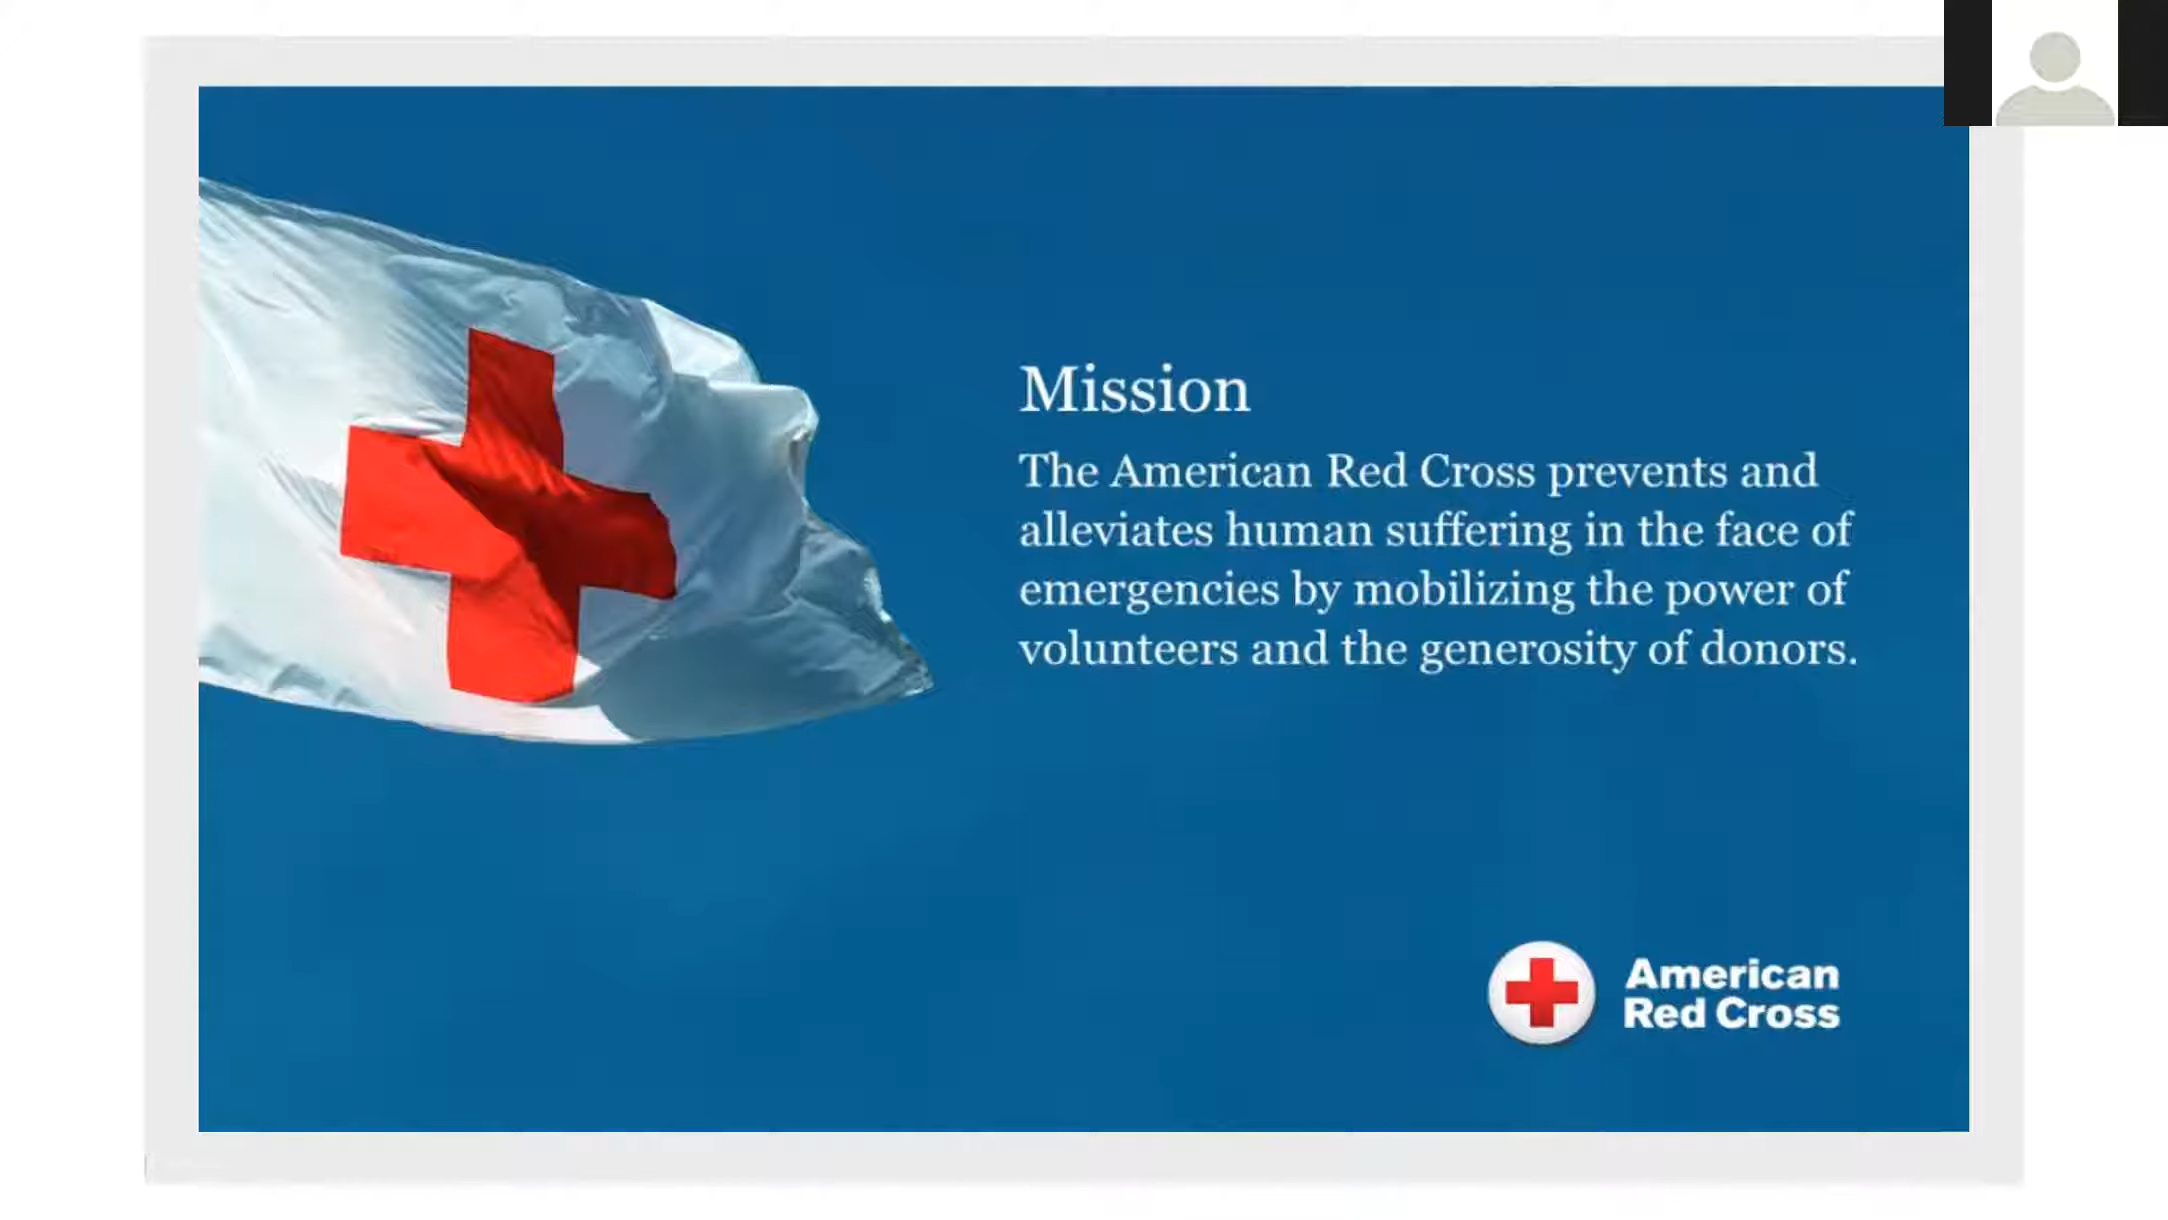 Mission
The American Red Cross prevents and
alleviates human suffering in the face of
emergencies by mobilizing the power of
volunteers and the generosity of donors.
American
Red Cross